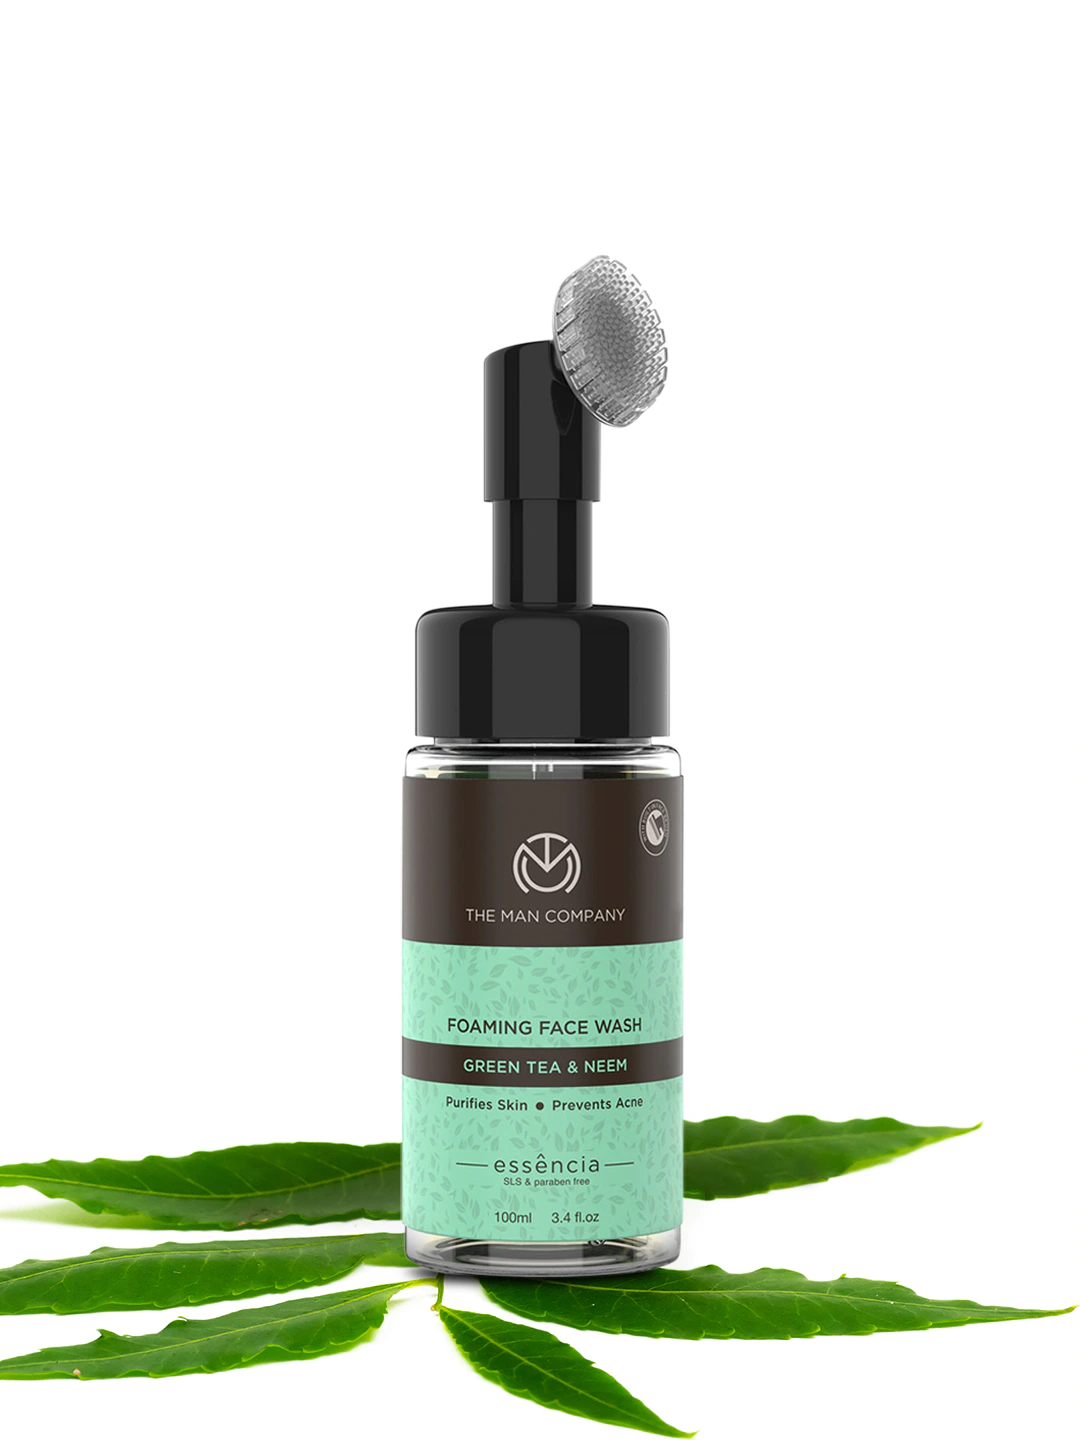 THE MAN COMPANY
FOAMING FACE WASH
GREEN TEA & NEEM
Purifies Skin ● Prevents Acne
essência
SLS & paraben free
100ml 3.4 fl.oz